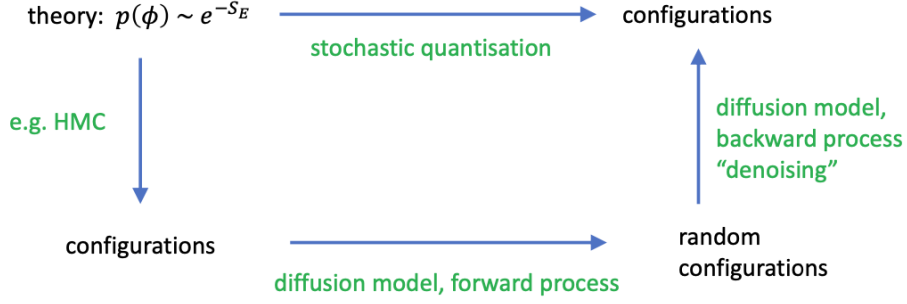 theory: p(ϕ) ~ e^{-S_E}
configurations
stochastic quantisation
e.g. HMC
diffusion model,
backward process
“denoising”
configurations
random
configurations
diffusion model, forward process